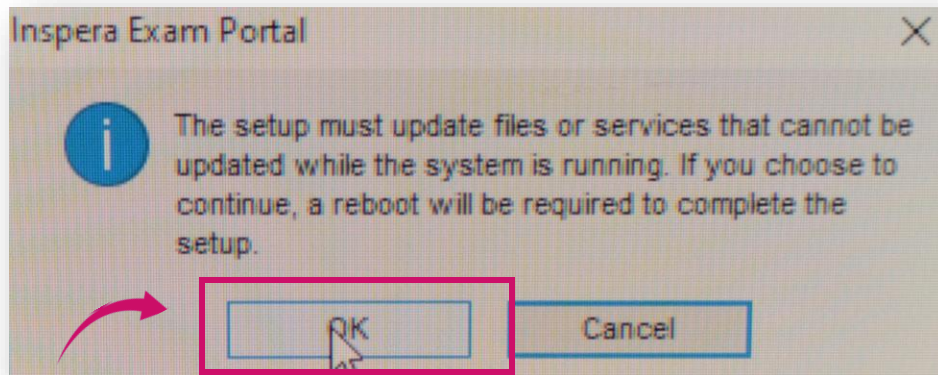 Inspera Exam Portal
The setup must update files or services that cannot be
updated while the system is running. If you choose to
continue, a reboot will be required to complete the
setup.
OK
Cancel